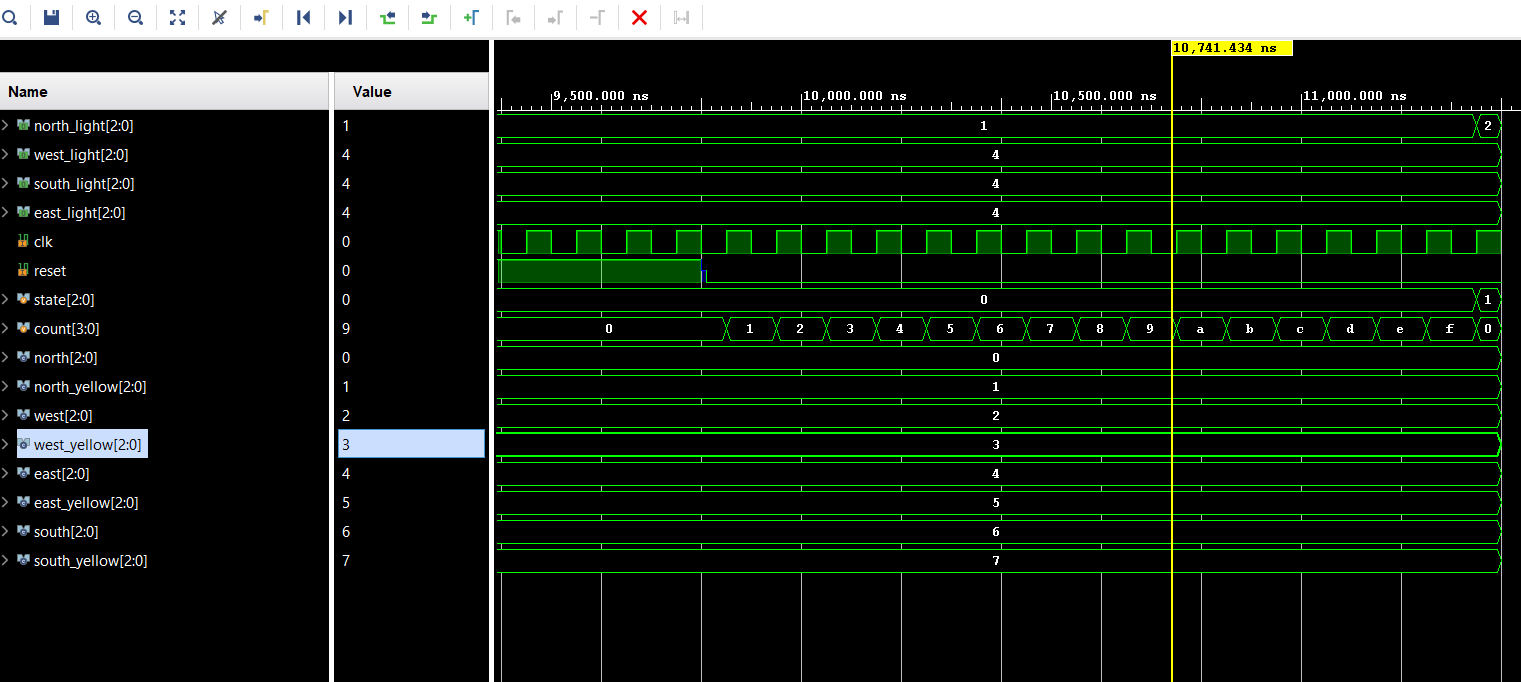 10,741.434 ns
Name Value 9,500.000 ns 10,000.000 ns 10,500.000 ns 11,000.000 ns
north_light[2:0] 1 1 2
west_light[2:0] 4 4
south_light[2:0] 4 4
east_light[2:0] 4 4
clk 0
reset 0
state[2:0] 0 0 1
count[3:0] 9 0 1 2 3 4 5 6 7 8 9 a b c d e f 0
north[2:0] 0 0
north_yellow[2:0] 1 1
west[2:0] 2 2
west_yellow[2:0] 3 3
east[2:0] 4 4
east_yellow[2:0] 5 5
south[2:0] 6 6
south_yellow[2:0] 7 7